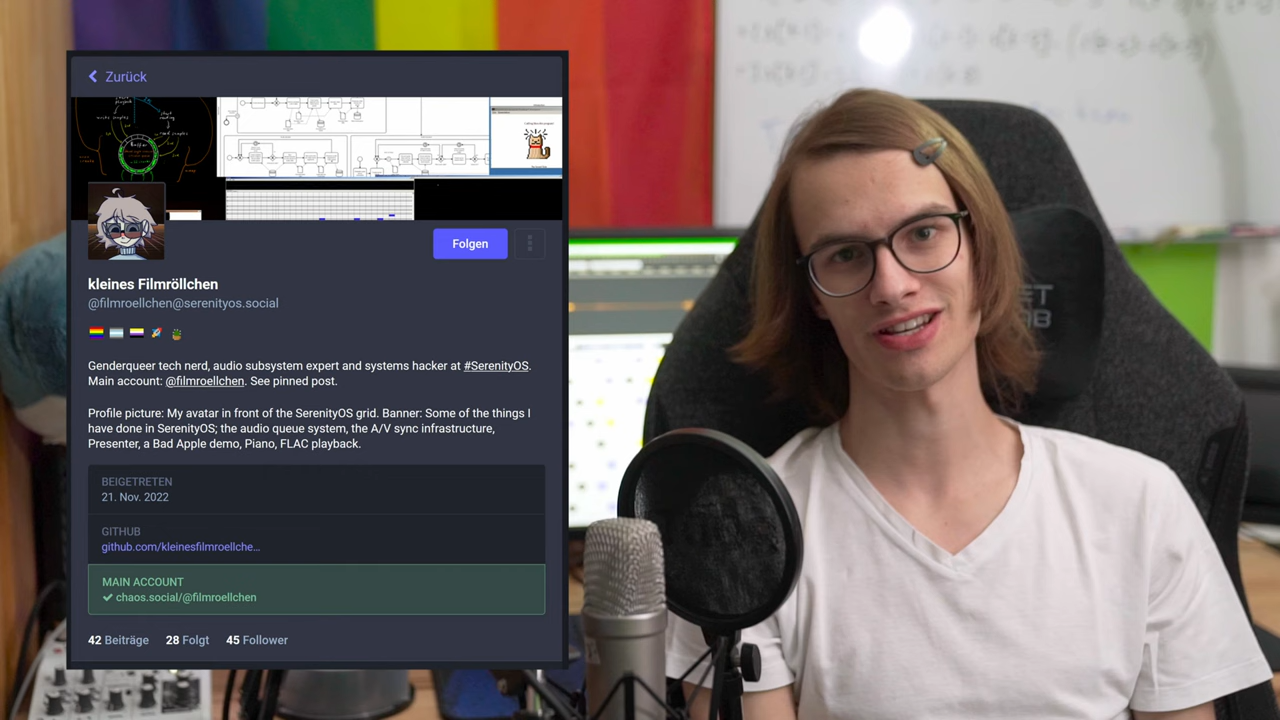 Zurück
Folgen
kleines Filmröllchen
@filmroellchen@serenityos.social
Genderqueer tech nerd, audio subsystem expert and systems hacker at #SerenityOS.
Main account: @filmroellchen. See pinned post.
Profile picture: My avatar in front of the SerenityOS grid. Banner: Some of the things I
have done in SerenityOS; the audio queue system, the A/V sync infrastructure,
Presenter, a Bad Apple demo, Piano, FLAC playback.
BEIGETRETEN
21. Nov. 2022
GITHUB
github.com/kleinesfilmroellche...
MAIN ACCOUNT
chaos.social/@filmroellchen
42 Beiträge 28 Folgt 45 Follower